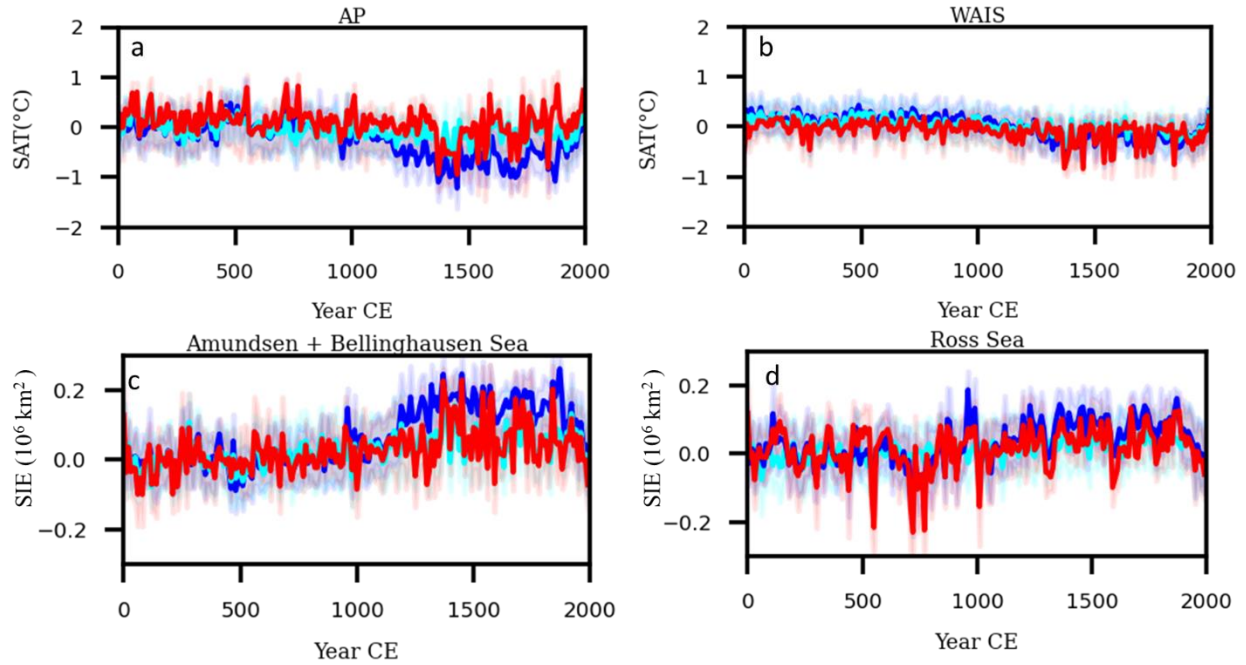 AP
a
2
1
0
−1
−2
SAT(°C)
0 500 1000 1500 2000
Year CE
WAIS
b
2
1
0
−1
−2
SAT(°C)
0 500 1000 1500 2000
Year CE
Amundsen + Bellinghausen Sea
c
0.2
0.0
−0.2
SIE (10⁶ km²)
0 500 1000 1500 2000
Year CE
Ross Sea
d
0.2
0.0
−0.2
SIE (10⁶ km²)
0 500 1000 1500 2000
Year CE